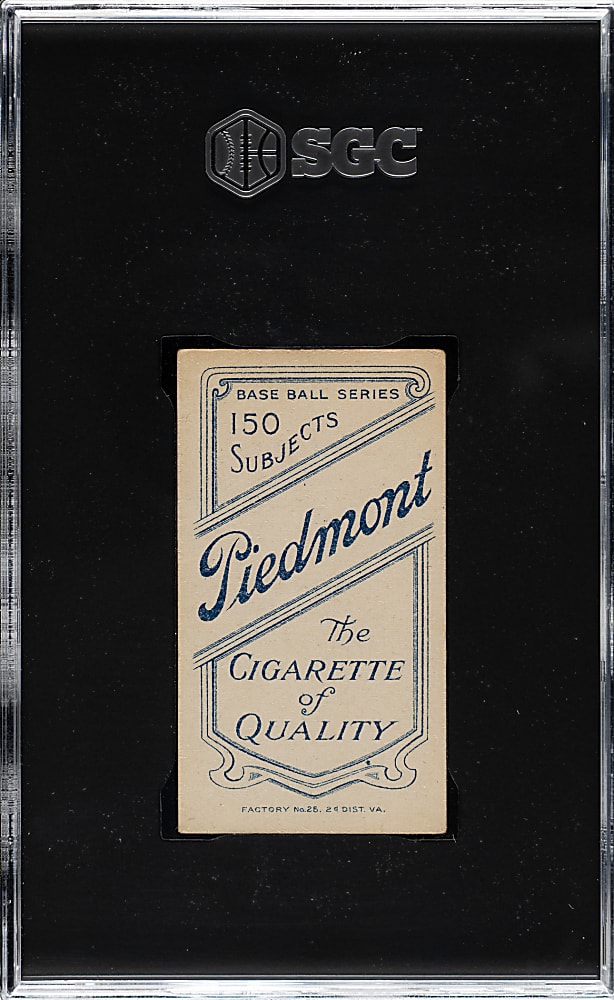 SGC
BASE BALL SERIES
150
SUBJECTS
Piedmont
The
CIGARETTE
of
QUALITY
FACTORY No. 25. 2d DIST. VA.